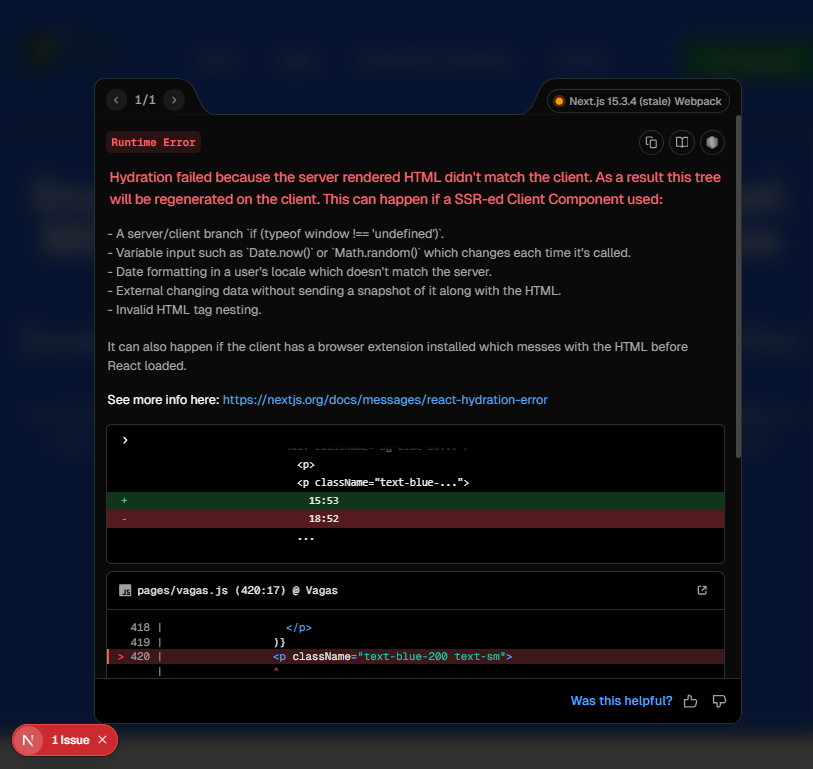 1/1
Next.js 15.3.4 (stale) Webpack
Runtime Error
Hydration failed because the server rendered HTML didn't match the client. As a result this tree
will be regenerated on the client. This can happen if a SSR-ed Client Component used:
- A server/client branch `if (typeof window !== 'undefined')`.
- Variable input such as `Date.now()` or `Math.random()` which changes each time it's called.
- Date formatting in a user's locale which doesn't match the server.
- External changing data without sending a snapshot of it along with the HTML.
- Invalid HTML tag nesting.
It can also happen if the client has a browser extension installed which messes with the HTML before
React loaded.
See more info here: https://nextjs.org/docs/messages/react-hydration-error
<p>
<p className="text-blue-...">
+ 15:53
- 18:52
...
JS pages/vagas.js (420:17) @ Vagas
418 | </p>
419 | )}
> 420 | <p className="text-blue-200 text-sm">
| ^
Was this helpful?
N 1 Issue